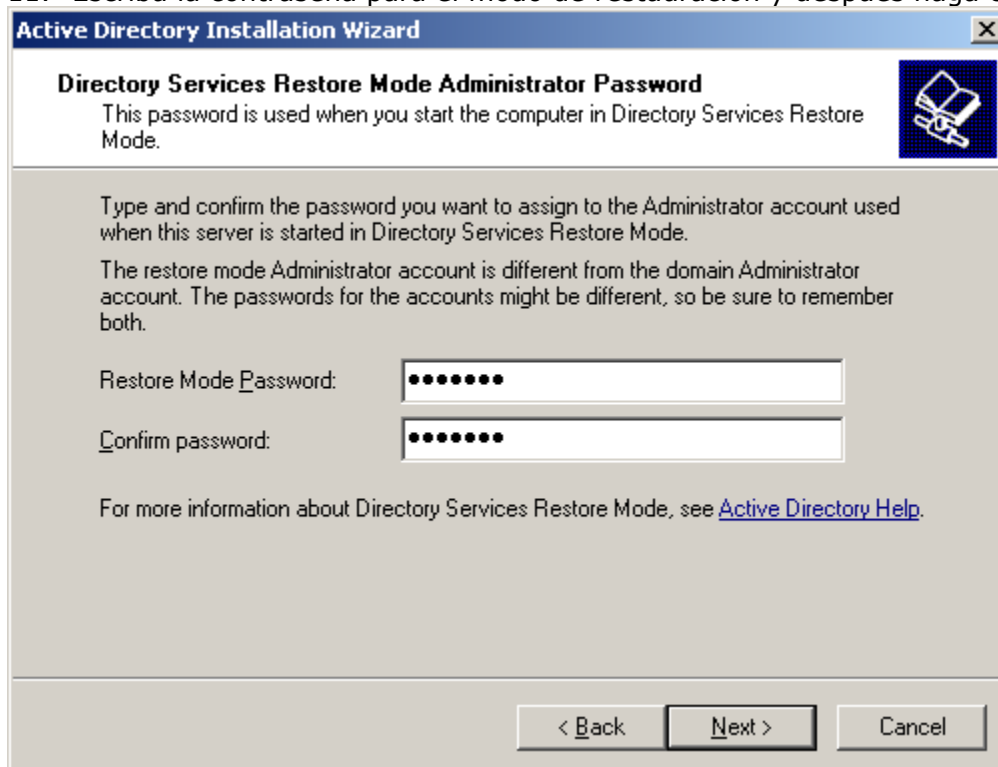 Active Directory Installation Wizard
Directory Services Restore Mode Administrator Password
This password is used when you start the computer in Directory Services Restore
Mode.
Type and confirm the password you want to assign to the Administrator account used
when this server is started in Directory Services Restore Mode.
The restore mode Administrator account is different from the domain Administrator
account. The passwords for the accounts might be different, so be sure to remember
both.
Restore Mode Password: •••••••
Confirm password: •••••••
For more information about Directory Services Restore Mode, see Active Directory Help.
< Back Next > Cancel